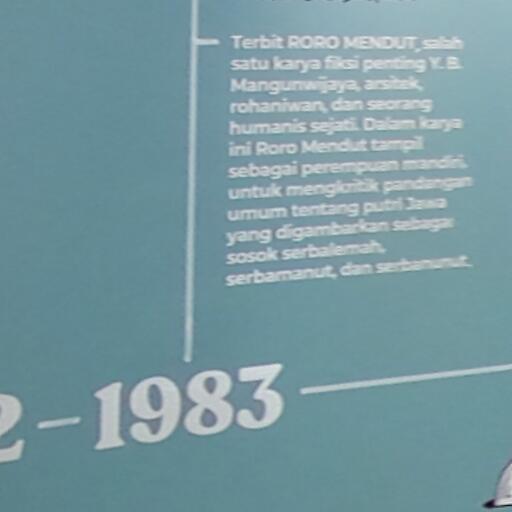 Terbit RORO MENDUT, salah
satu karya fiksi penting Y. B.
Mangunwijaya, arsitek,
rohaniwan, dan seorang
humanis sejati. Dalam karya
ini Roro Mendut tampil
sebagai perempuan mandiri,
untuk mengkritik pandangan
umum tentang putri Jawa
yang digambarkan sebagai
sosok serbalemah,
serbamanut, dan serbanurut.
2 – 1983